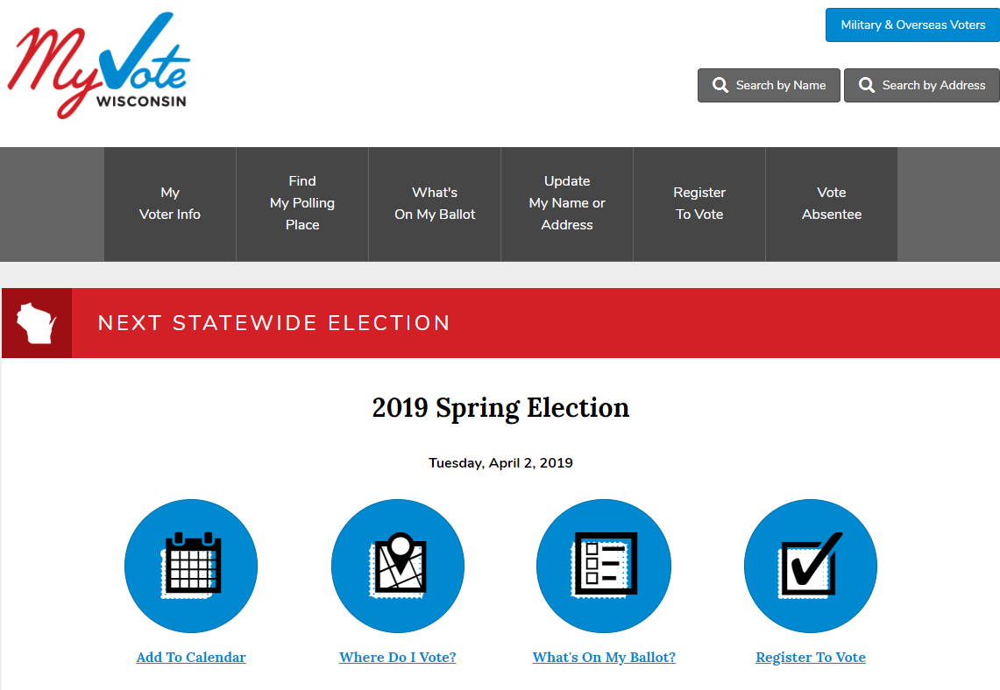 MyVote
WISCONSIN
Military & Overseas Voters
Search by Name
Search by Address
My
Voter Info
Find
My Polling
Place
What's
On My Ballot
Update
My Name or
Address
Register
To Vote
Vote
Absentee
NEXT STATEWIDE ELECTION
2019 Spring Election
Tuesday, April 2, 2019
Add To Calendar
Where Do I Vote?
What's On My Ballot?
Register To Vote